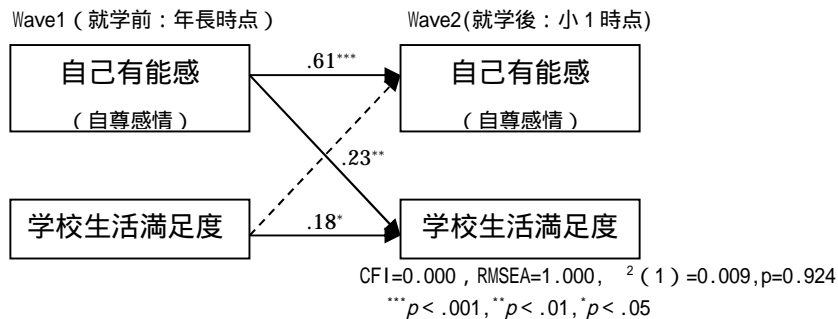 Wave1(就学前:年長時点)
Wave2(就学後:小1時点)
自己有能感
(自尊感情)
.61***
自己有能感
(自尊感情)
.23**
学校生活満足度
.18*
学校生活満足度
CFI=0.000,RMSEA=1.000, ²(1)=0.009,p=0.924
***p<.001,**p<.01,*p<.05